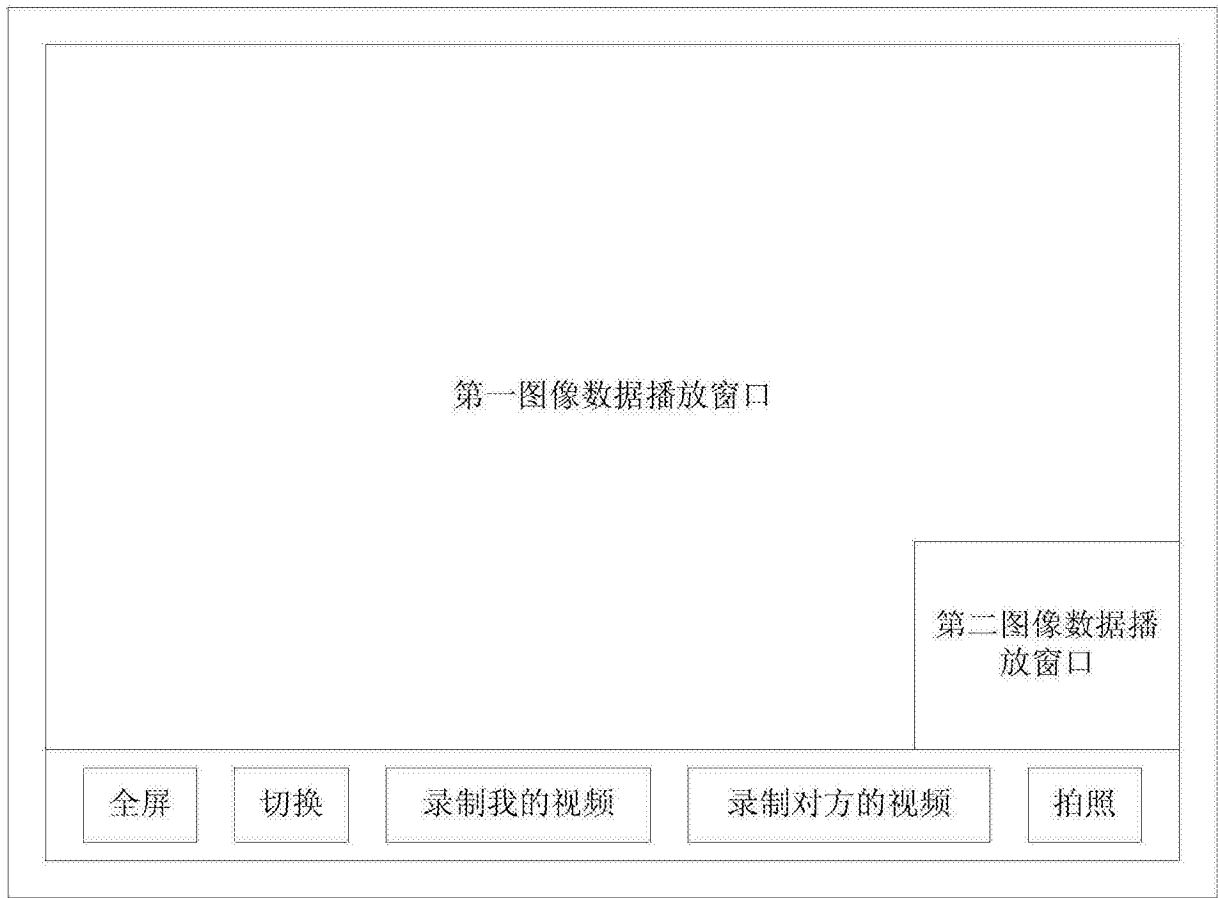 第一图像数据播放窗口
第二图像数据播
放窗口
全屏
切换
录制我的视频
录制对方的视频
拍照